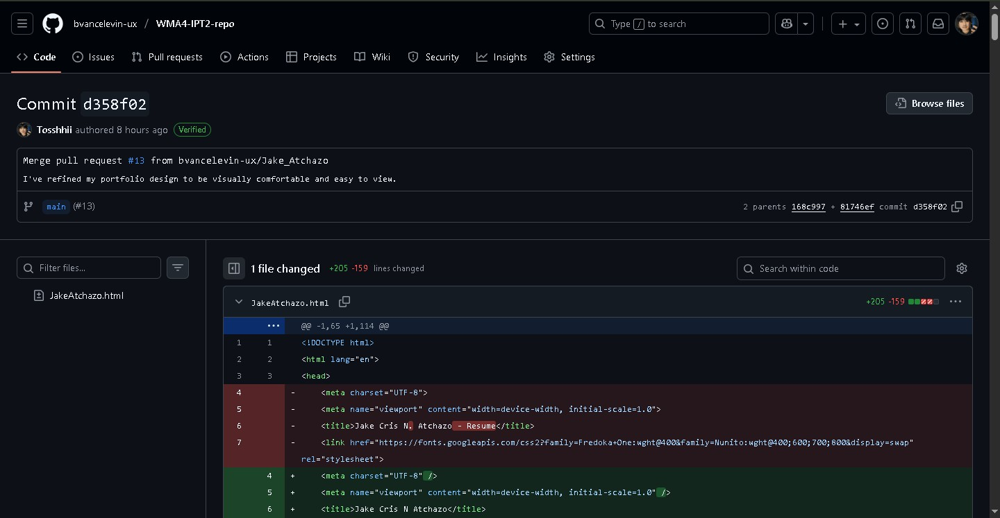 bvancelevin-ux / WMA4-IPT2-repo
Type / to search
Code Issues Pull requests Actions Projects Wiki Security Insights Settings
Commit d358f02
Browse files
Tosshhii authored 8 hours ago Verified
Merge pull request #13 from bvancelevin-ux/Jake_Atchazo
I've refined my portfolio design to be visually comfortable and easy to view.
main (#13)
2 parents 168c997 + 81746ef commit d358f02
Filter files...
1 file changed +205 -159 lines changed
Search within code
JakeAtchazo.html
JakeAtchazo.html
+205 -159
@@ -1,65 +1,114 @@
1 1 <!DOCTYPE html>
2 2 <html lang="en">
3 3 <head>
4 - <meta charset="UTF-8">
5 - <meta name="viewport" content="width=device-width, initial-scale=1.0">
6 - <title>Jake Cris N. Atchazo - Resume</title>
7 - <link href="https://fonts.googleapis.com/css2?family=Fredoka+One:wght@400&family=Nunito:wght@400;600;700;800&display=swap"
rel="stylesheet">
4 + <meta charset="UTF-8" />
5 + <meta name="viewport" content="width=device-width, initial-scale=1.0" />
6 + <title>Jake Cris N Atchazo</title>